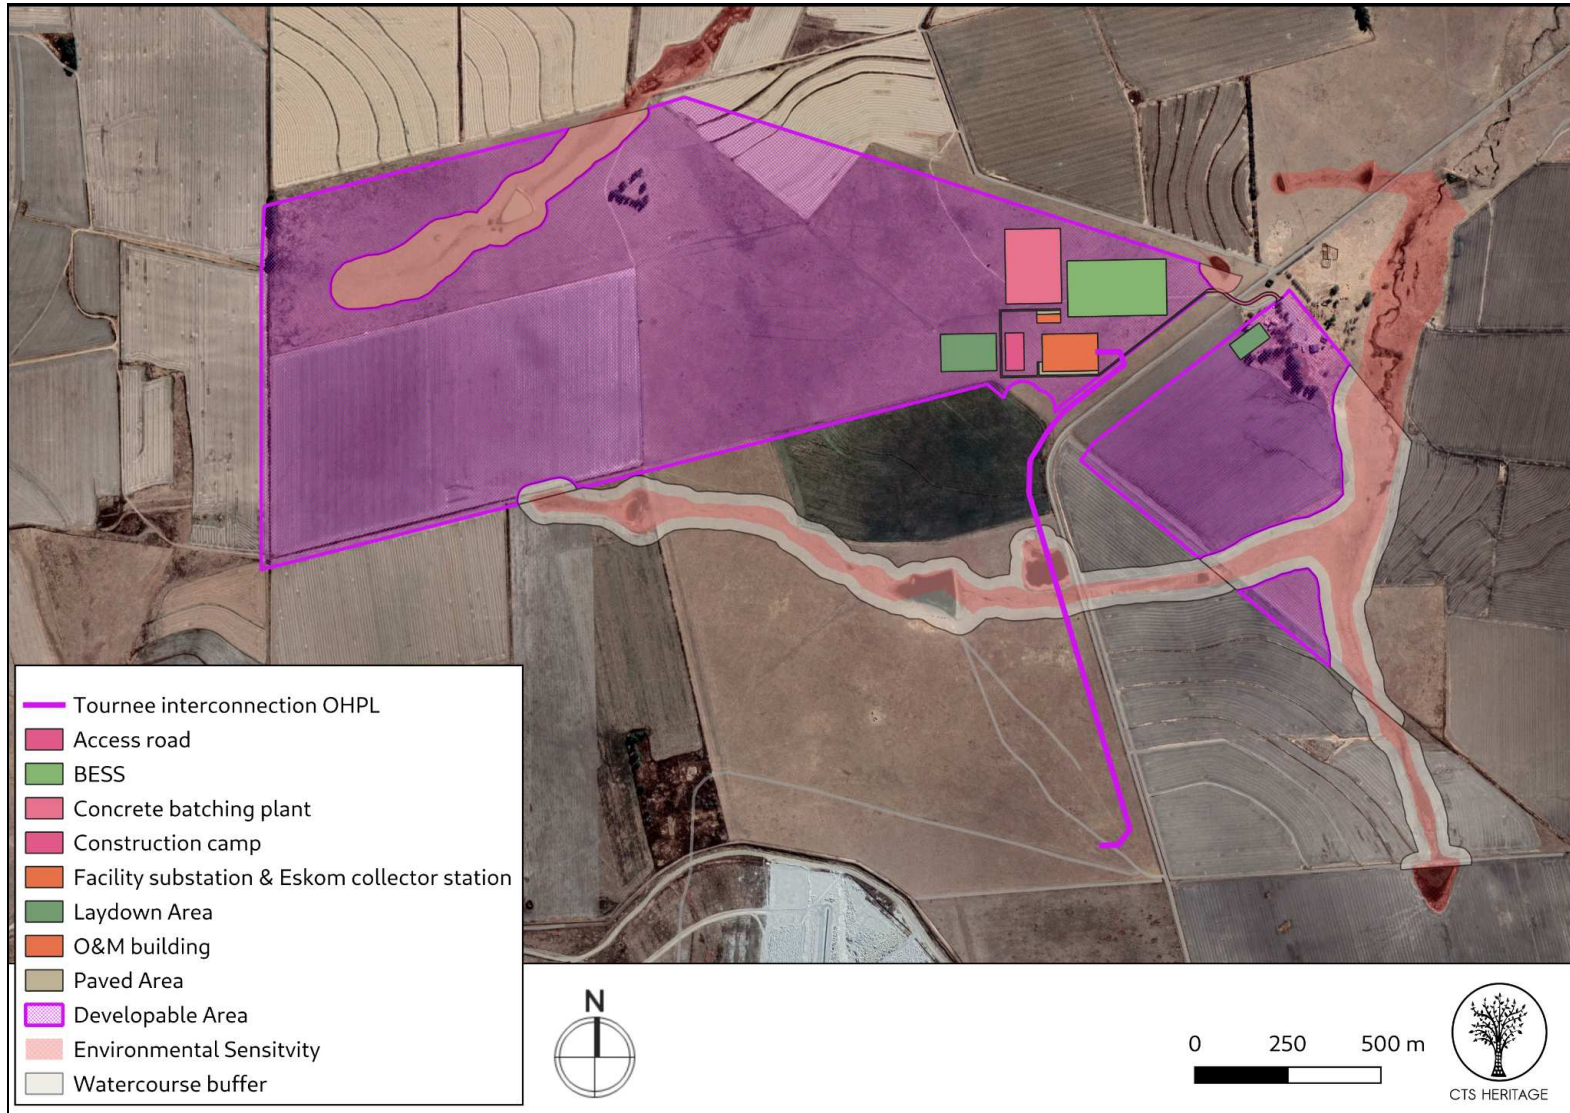 Tournee interconnection OHPL
Access road
BESS
Concrete batching plant
Construction camp
Facility substation & Eskom collector station
Laydown Area
O&M building
Paved Area
Developable Area
Environmental Sensitvity
Watercourse buffer
N
0 250 500 m
CTS HERITAGE